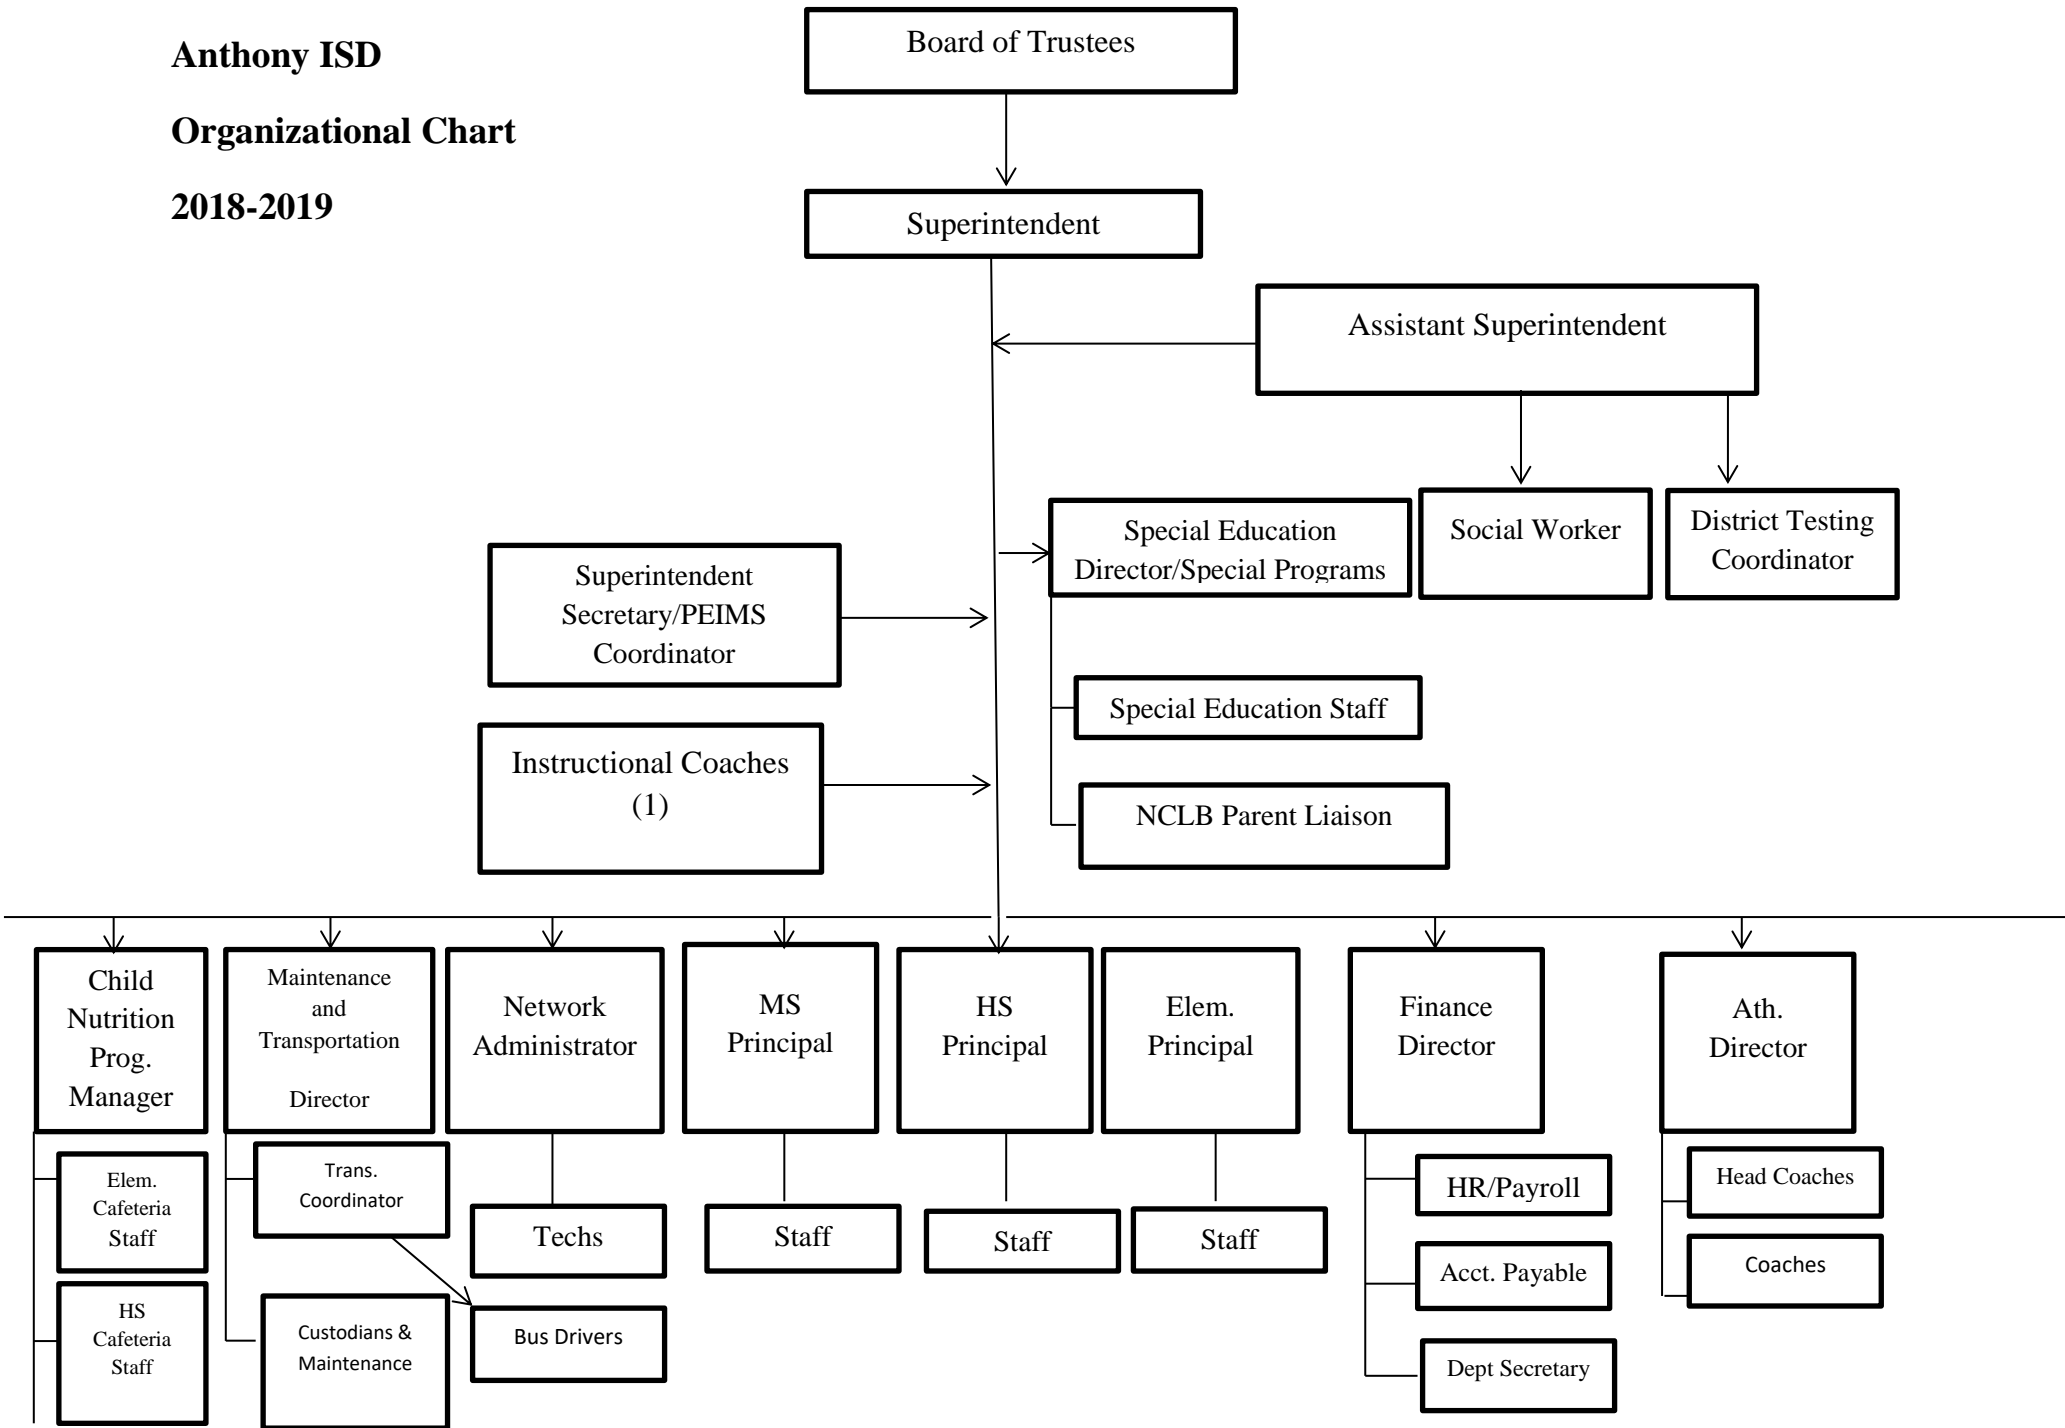 Anthony ISD
Organizational Chart
2018-2019
Board of Trustees
Superintendent
Assistant Superintendent
Special Education
Director/Special Programs
Social Worker
District Testing
Coordinator
Superintendent
Secretary/PEIMS
Coordinator
Special Education Staff
Instructional Coaches
(1)
NCLB Parent Liaison
Child
Nutrition
Prog.
Manager
Maintenance
and
Transportation
Director
Network
Administrator
MS
Principal
HS
Principal
Elem.
Principal
Finance
Director
Ath.
Director
Elem.
Cafeteria
Staff
Trans.
Coordinator
Techs
Staff
Staff
Staff
HR/Payroll
Head Coaches
Acct. Payable
Coaches
HS
Cafeteria
Staff
Custodians &
Maintenance
Bus Drivers
Dept Secretary